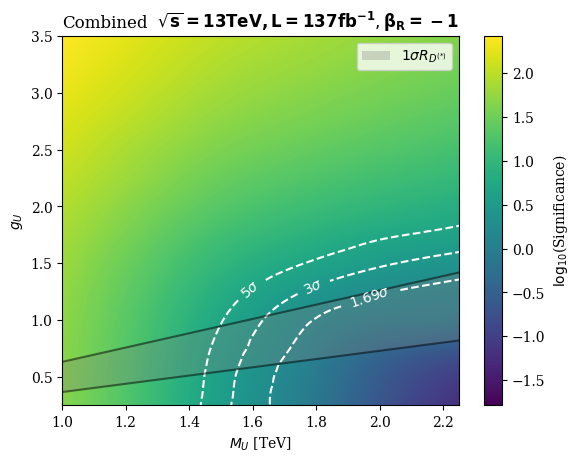 Combined √s = 13TeV, L = 137fb⁻¹, β_R = −1
1σR_D(*)
3.5
3.0
2.5
2.0
1.5
1.0
0.5
g_U
5σ
3σ
1.69σ
1.0 1.2 1.4 1.6 1.8 2.0 2.2
M_U [TeV]
2.0
1.5
1.0
0.5
0.0
−0.5
−1.0
−1.5
log₁₀(Significance)